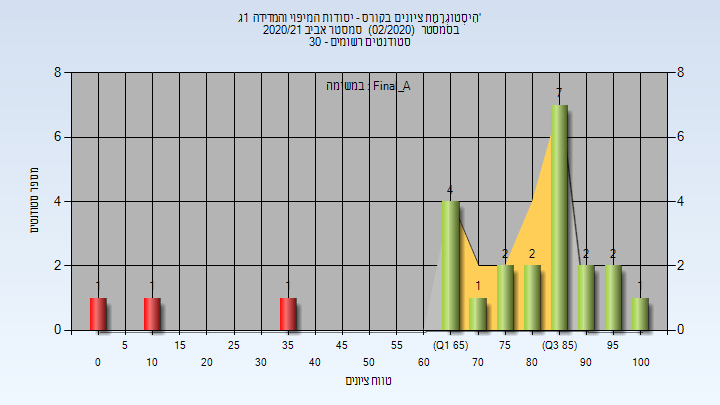 היסטוגרמת ציונים בקורס - יסודות המיפוי והמדידה 1ג'
בסמסטר (02/2020) סמסטר אביב 2020/21
סטודנטים רשומים - 30
במשימה : Final_A
8 8
7
6 6
מספר סטודנטים
4 4
4
2 2
2 2 2 2
1 1 1 1 1
0 0
5 15 25 35 45 55 (Q1 65) 75 (Q3 85) 95
0 10 20 30 40 50 60 70 80 90 100
טווח ציונים